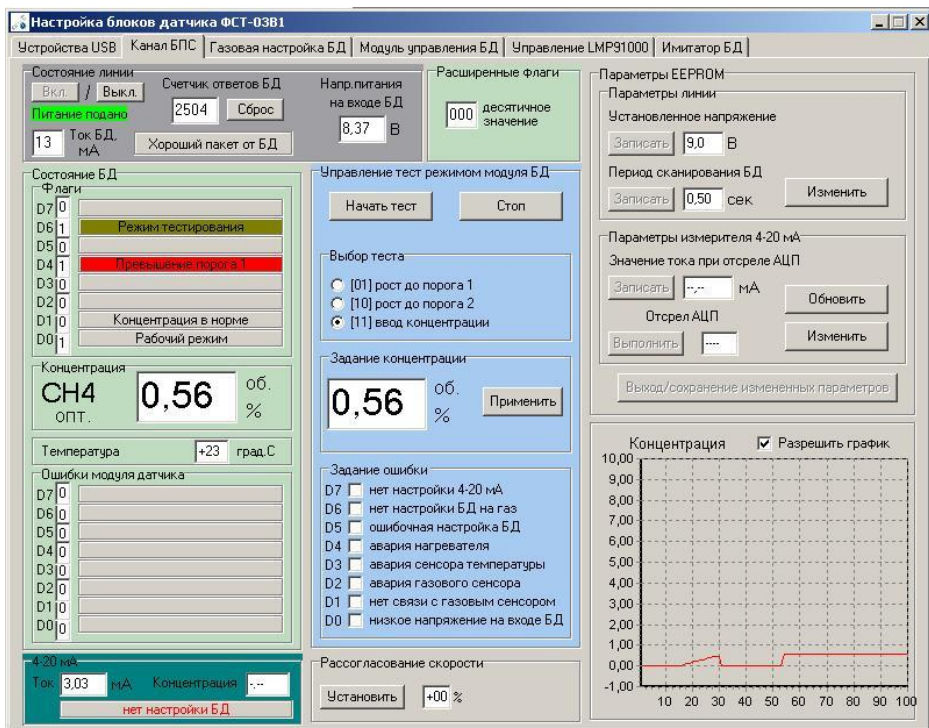 Настройка блоков датчика ФСТ-03В1
Устройства USB Канал БПС Газовая настройка БД Модуль управления БД Управление LMP91000 Имитатор БД
Состояние линии
Вкл. / Выкл.
Питание подано
13 Ток БД, мА
Счетчик ответов БД
2504 Сброс
Хороший пакет от БД
Напр.питания
на входе БД
8,37 В
Расширенные флаги
000 десятичное
значение
Состояние БД
Флаги
D7 0
D6 1 Режим тестирования
D5 0
D4 1 Превышение порога 1
D3 0
D2 0
D1 0 Концентрация в норме
D0 1 Рабочий режим
Концентрация
CH4
опт.
0,56 об.
%
Температура +23 град.С
Ошибки модуля датчика
D7 0
D6 0
D5 0
D4 0
D3 0
D2 0
D1 0
D0 0
4-20 мА
Ток 3,03 мА Концентрация -,--
нет настройки БД
Управление тест режимом модуля БД
Начать тест Стоп
Выбор теста
[01] рост до порога 1
[10] рост до порога 2
[11] ввод концентрации
Задание концентрации
0,56 об.
% Применить
Задание ошибки
D7 нет настройки 4-20 мА
D6 нет настройки БД на газ
D5 ошибочная настройка БД
D4 авария нагревателя
D3 авария сенсора температуры
D2 авария газового сенсора
D1 нет связи с газовым сенсором
D0 низкое напряжение на входе БД
Рассогласование скорости
Установить +00 %
Параметры EEPROM
Параметры линии
Установленное напряжение
Записать 9,0 В
Период сканирования БД
Записать 0,50 сек Изменить
Параметры измерителя 4-20 мА
Значение тока при отсреле АЦП
Записать --,-- мА Обновить
Отсрел АЦП
Выполнить ---- Изменить
Выход/сохранение измененных параметров
Концентрация Разрешить график
10,00
9,00
8,00
7,00
6,00
5,00
4,00
3,00
2,00
1,00
0,00
-1,00
10 20 30 40 50 60 70 80 90 100